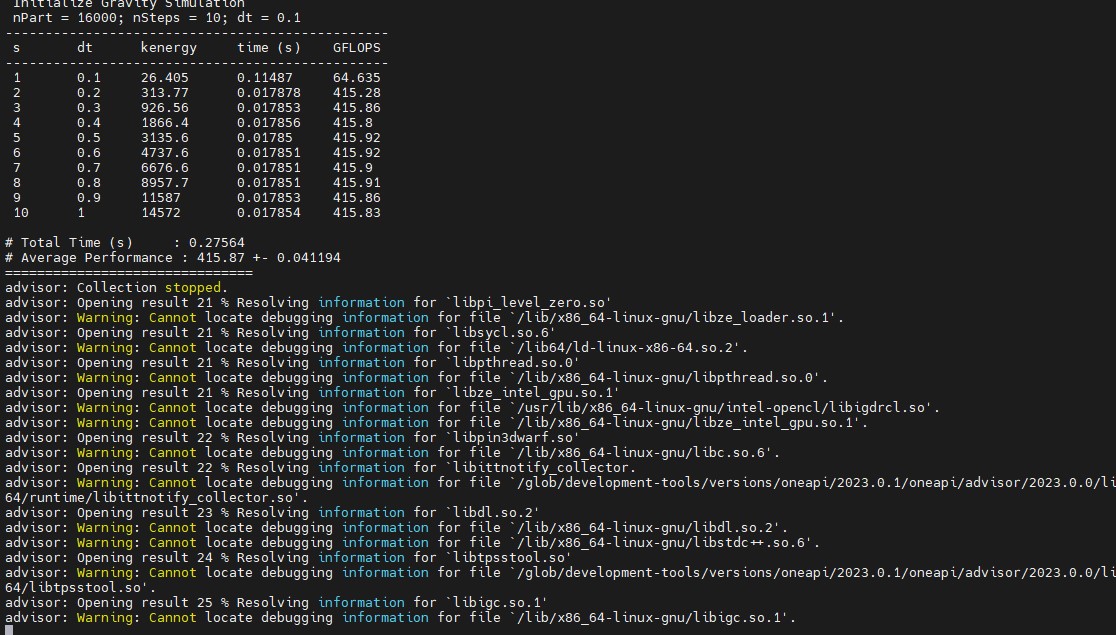 Initialize Gravity Simulation
nPart = 16000; nSteps = 10; dt = 0.1
------------------------------------------------
s dt kenergy time (s) GFLOPS
------------------------------------------------
1 0.1 26.405 0.11487 64.635
2 0.2 313.77 0.017878 415.28
3 0.3 926.56 0.017853 415.86
4 0.4 1866.4 0.017856 415.8
5 0.5 3135.6 0.01785 415.92
6 0.6 4737.6 0.017851 415.92
7 0.7 6676.6 0.017851 415.9
8 0.8 8957.7 0.017851 415.91
9 0.9 11587 0.017853 415.86
10 1 14572 0.017854 415.83
# Total Time (s) : 0.27564
# Average Performance : 415.87 +- 0.041194
===============================
advisor: Collection stopped.
advisor: Opening result 21 % Resolving information for `libpi_level_zero.so'
advisor: Warning: Cannot locate debugging information for file `/lib/x86_64-linux-gnu/libze_loader.so.1'.
advisor: Opening result 21 % Resolving information for `libsycl.so.6'
advisor: Warning: Cannot locate debugging information for file `/lib64/ld-linux-x86-64.so.2'.
advisor: Opening result 21 % Resolving information for `libpthread.so.0'
advisor: Warning: Cannot locate debugging information for file `/lib/x86_64-linux-gnu/libpthread.so.0'.
advisor: Opening result 21 % Resolving information for `libze_intel_gpu.so.1'
advisor: Warning: Cannot locate debugging information for file `/usr/lib/x86_64-linux-gnu/intel-opencl/libigdrcl.so'.
advisor: Warning: Cannot locate debugging information for file `/lib/x86_64-linux-gnu/libze_intel_gpu.so.1'.
advisor: Opening result 22 % Resolving information for `libpin3dwarf.so'
advisor: Warning: Cannot locate debugging information for file `/lib/x86_64-linux-gnu/libc.so.6'.
advisor: Opening result 22 % Resolving information for `libittnotify_collector.
advisor: Warning: Cannot locate debugging information for file `/glob/development-tools/versions/oneapi/2023.0.1/oneapi/advisor/2023.0.0/li
64/runtime/libittnotify_collector.so'.
advisor: Opening result 23 % Resolving information for `libdl.so.2'
advisor: Warning: Cannot locate debugging information for file `/lib/x86_64-linux-gnu/libdl.so.2'.
advisor: Warning: Cannot locate debugging information for file `/lib/x86_64-linux-gnu/libstdc++.so.6'.
advisor: Opening result 24 % Resolving information for `libtpsstool.so'
advisor: Warning: Cannot locate debugging information for file `/glob/development-tools/versions/oneapi/2023.0.1/oneapi/advisor/2023.0.0/li
64/libtpsstool.so'.
advisor: Opening result 25 % Resolving information for `libigc.so.1'
advisor: Warning: Cannot locate debugging information for file `/lib/x86_64-linux-gnu/libigc.so.1'.